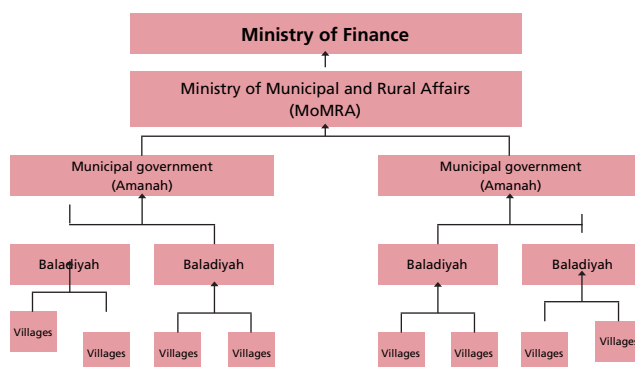 Ministry of Finance
Ministry of Municipal and Rural Affairs
(MoMRA)
Municipal government
(Amanah)
Municipal government
(Amanah)
Baladiyah
Baladiyah
Baladiyah
Baladiyah
Villages
Villages
Villages
Villages
Villages
Villages
Villages
Villages